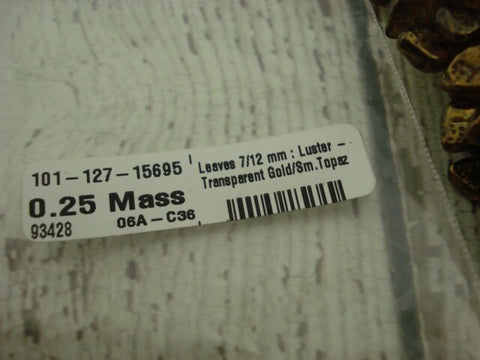 101-127-15695
0.25 Mass
93428
06A-C36
Leaves 7/12 mm : Luster -
Transparent Gold/Sm.Topaz